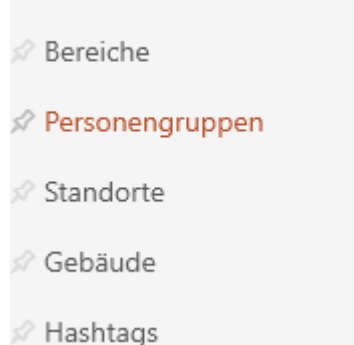 Bereiche
Personengruppen
Standorte
Gebäude
Hashtags